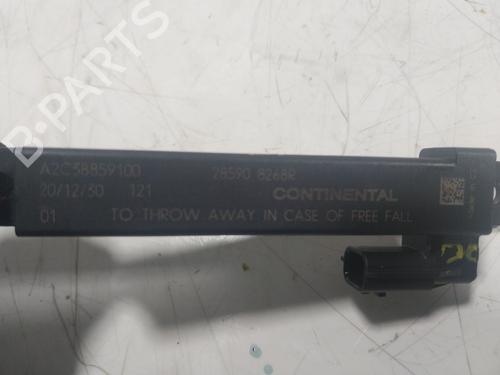 A2C38859100 28590 8268R
20/12/30 121 CONTINENTAL
01 TO THROW AWAY IN CASE OF FREE FALL
B-PARTS